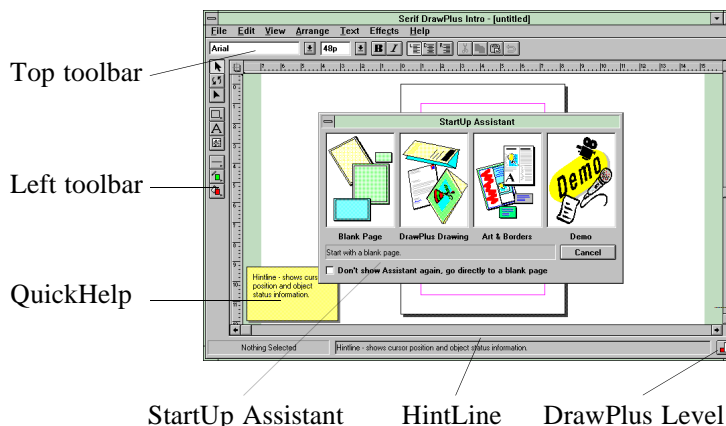 Serif DrawPlus Intro - [untitled]
File Edit View Arrange Text Effects Help
Arial 48p B I
Top toolbar
StartUp Assistant
Demo
Blank Page DrawPlus Drawing Art & Borders Demo
Left toolbar
Start with a blank page. Cancel
Don't show Assistant again, go directly to a blank page
Hintline - shows curs
position and object
status information.
QuickHelp
Nothing Selected Hintline - shows cursor position and object status information.
StartUp Assistant HintLine DrawPlus Level